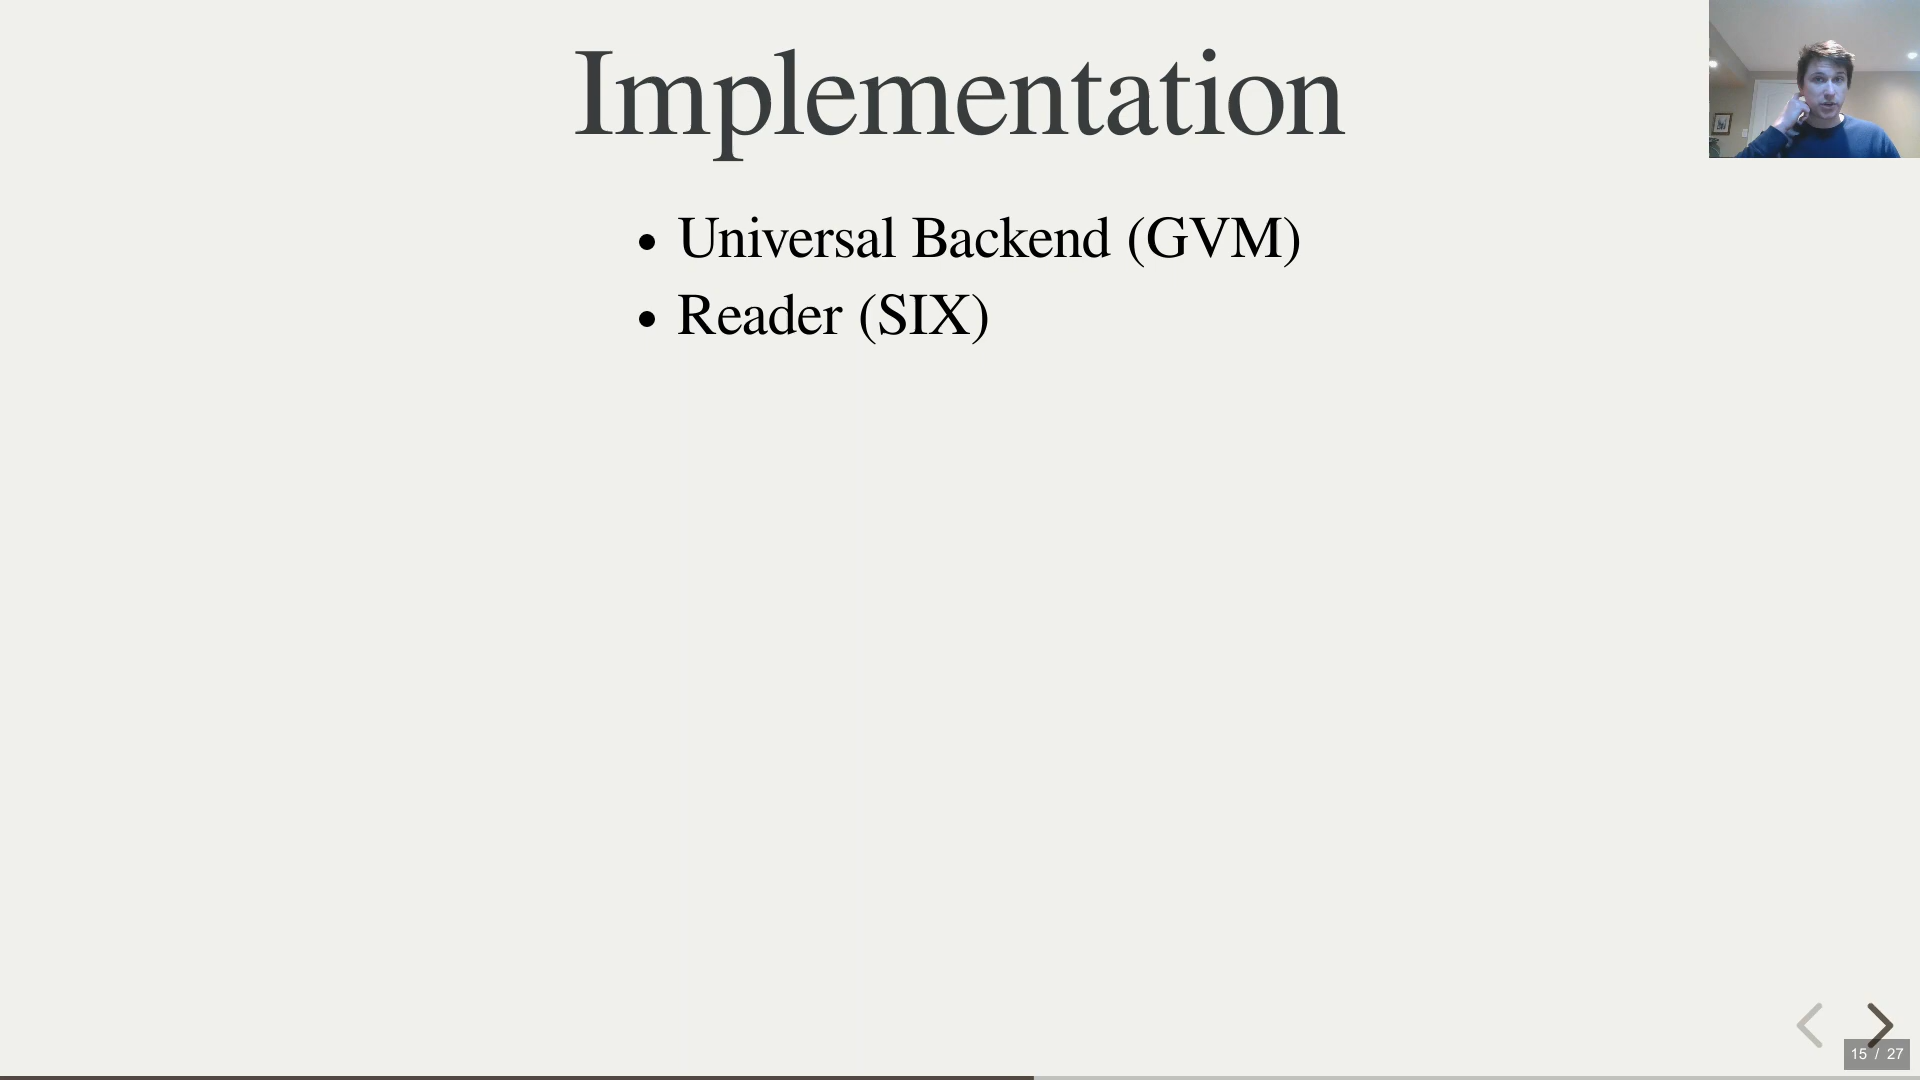 Implementation
• Universal Backend (GVM)
• Reader (SIX)
15 / 27